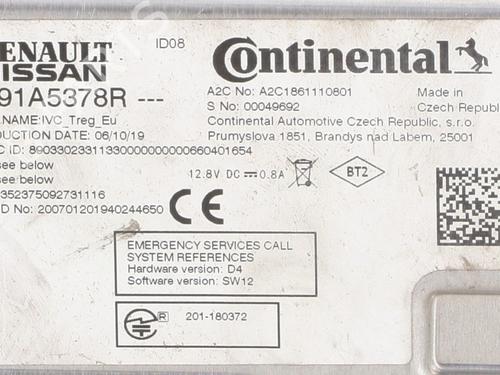 RENAULT
NISSAN
ID08
Continental
91A5378R ---
A2C No: A2C1861110801
S No: 00049692
Made in
Czech Republic
NAME:IVC_Treg_Eu
DUCTION DATE: 06/10/19
Continental Automotive Czech Republic, s.r.o.
Prumyslova 1851, Brandys nad Labem, 25001
C ID: 89033023311330000000000660401654
see below
see below
12.8V DC 0.8A
BT2
352375092731116
D No: 200701201940244650
CE
EMERGENCY SERVICES CALL
SYSTEM REFERENCES
Hardware version: D4
Software version: SW12
201-180372